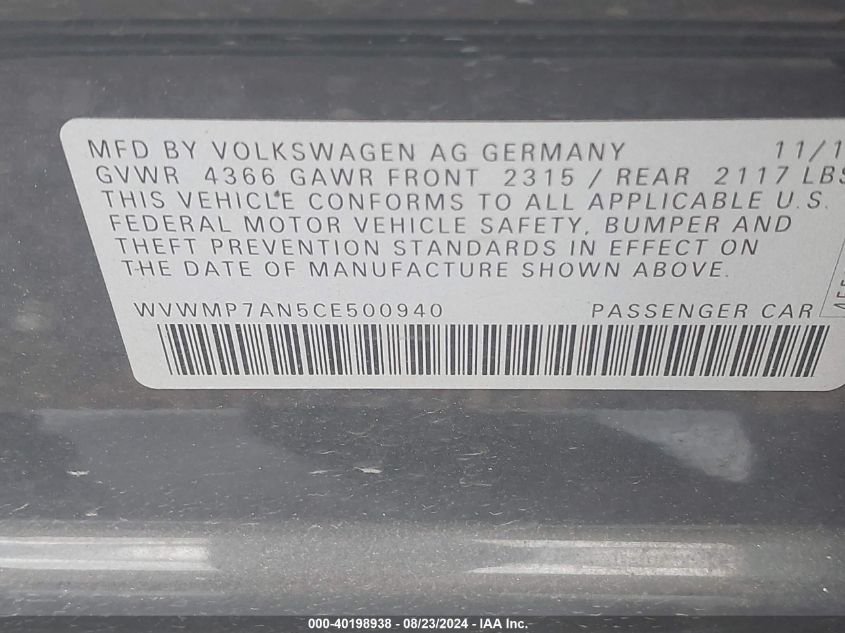 MFD BY VOLKSWAGEN AG GERMANY 11/1
GVWR 4366 GAWR FRONT 2315 / REAR 2117 LBS
THIS VEHICLE CONFORMS TO ALL APPLICABLE U.S.
FEDERAL MOTOR VEHICLE SAFETY, BUMPER AND
THEFT PREVENTION STANDARDS IN EFFECT ON
THE DATE OF MANUFACTURE SHOWN ABOVE.
WVWMP7AN5CE500940 PASSENGER CAR
000-40198938 - 08/23/2024 - IAA Inc.